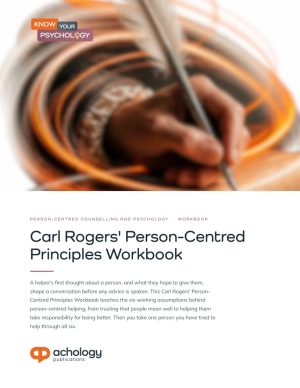 KNOW YOUR
PSYCHOLOGY
PERSON-CENTRED COUNSELLING AND PSYCHOLOGY · WORKBOOK
Carl Rogers' Person-Centred
Principles Workbook
A helper's first thought about a person, and what they hope to give them,
shape a conversation before any advice is spoken. This Carl Rogers' Person-
Centred Principles Workbook teaches the six working assumptions behind
person-centred helping, from trusting that people mean well to helping them
take responsibility for being better. Then you take one person you have tried to
help through all six.
achology
publications